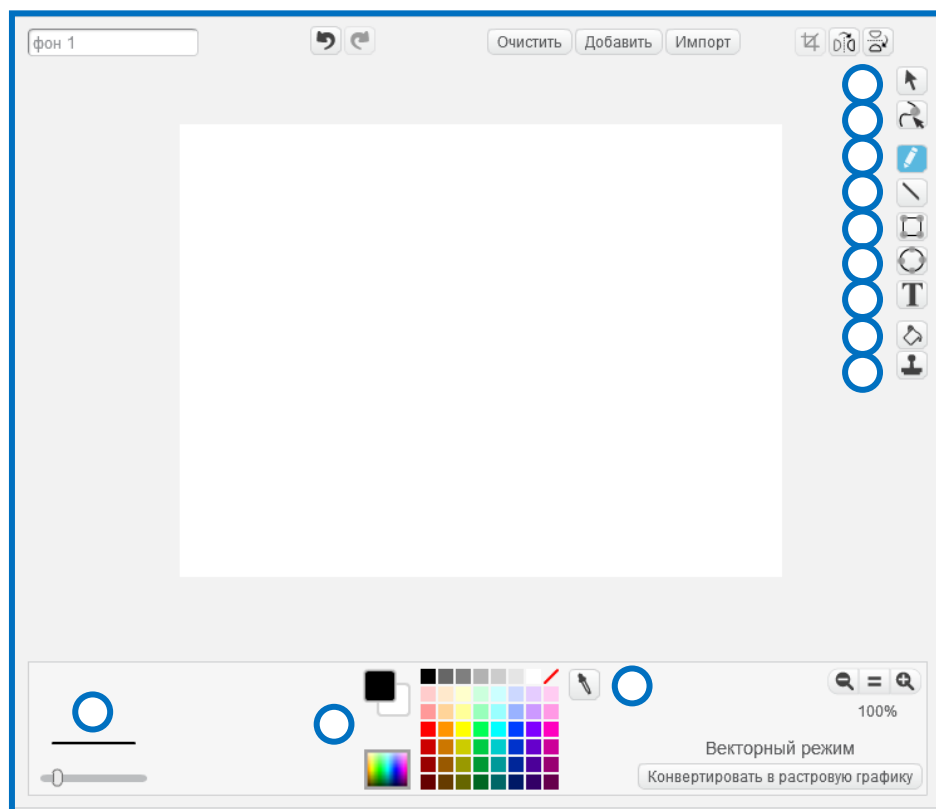 фон 1
Очистить Добавить Импорт
T
100%
Векторный режим
Конвертировать в растровую графику